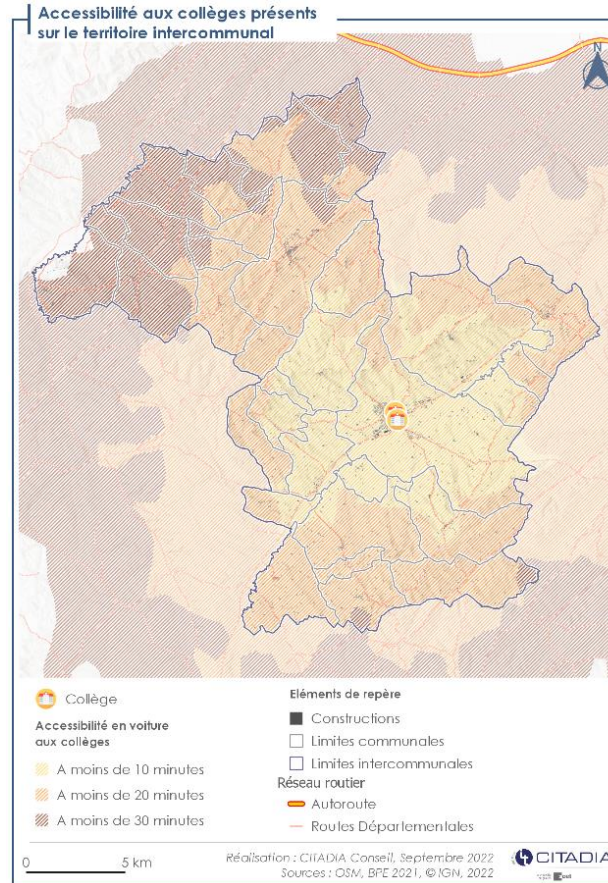 Accessibilité aux collèges présents
sur le territoire intercommunal
N
Collège
Accessibilité en voiture
aux collèges
A moins de 10 minutes
A moins de 20 minutes
A moins de 30 minutes
Eléments de repère
Constructions
Limites communales
Limites intercommunales
Réseau routier
Autoroute
Routes Départementales
0 5 km
Réalisation : CITADIA Conseil, Septembre 2022
Sources : OSM, BPE 2021, © IGN, 2022
CITADIA